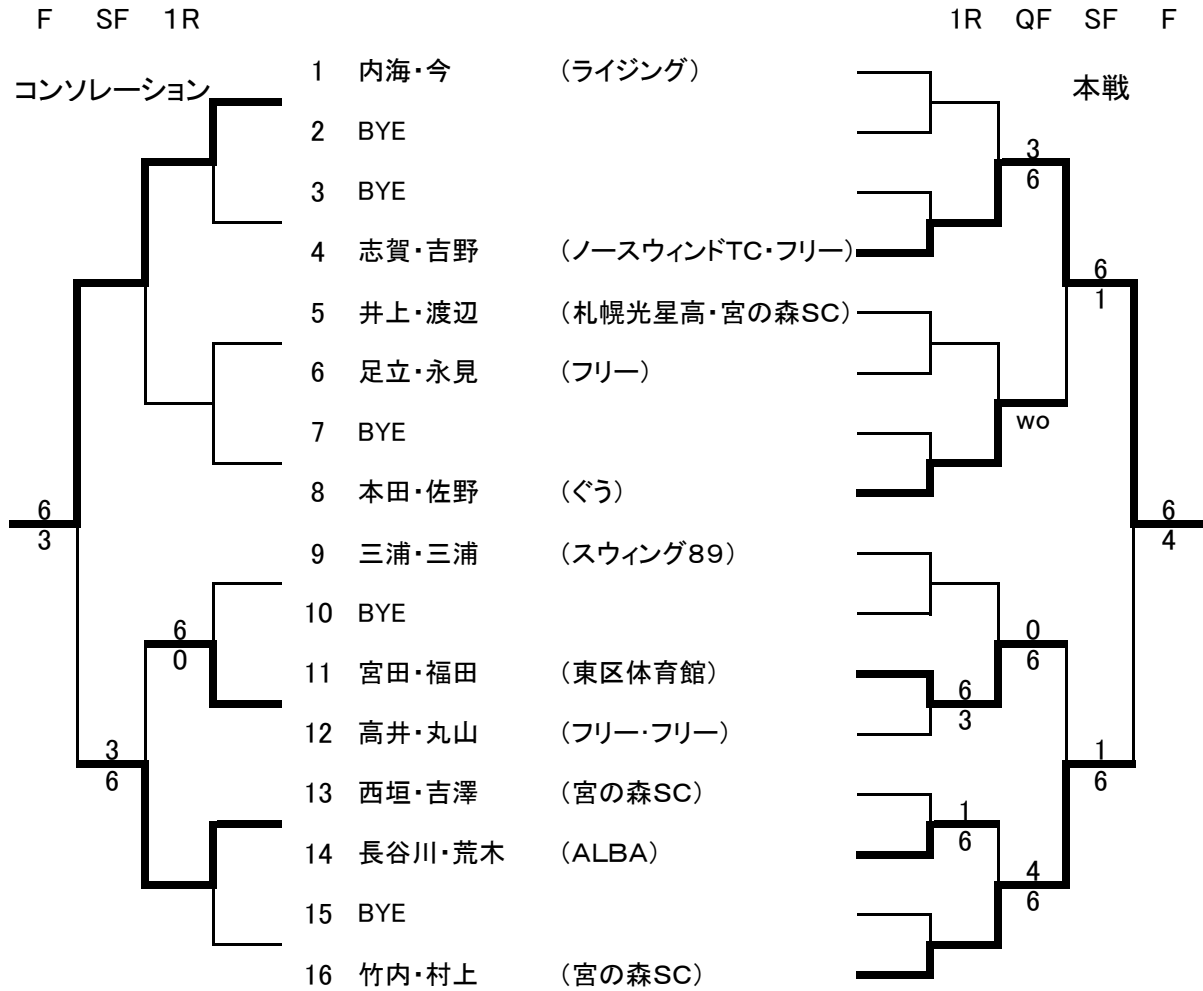 F SF 1R 1R QF SF F
1 内海・今 (ライジング)
コンソレーション 本戦
2 BYE
3
3 BYE 6
4 志賀・吉野 (ノースウィンドTC・フリー)
6
5 井上・渡辺 (札幌光星高・宮の森SC) 1
6 足立・永見 (フリー)
wo
7 BYE
8 本田・佐野 (ぐう)
6 6
3 4
9 三浦・三浦 (スウィング89)
10 BYE
6 0
0 6
11 宮田・福田 (東区体育館) 6
3
12 高井・丸山 (フリー・フリー)
3 1
6 6
13 西垣・吉澤 (宮の森SC) 1
6
14 長谷川・荒木 (ALBA)
4
6
15 BYE
16 竹内・村上 (宮の森SC)